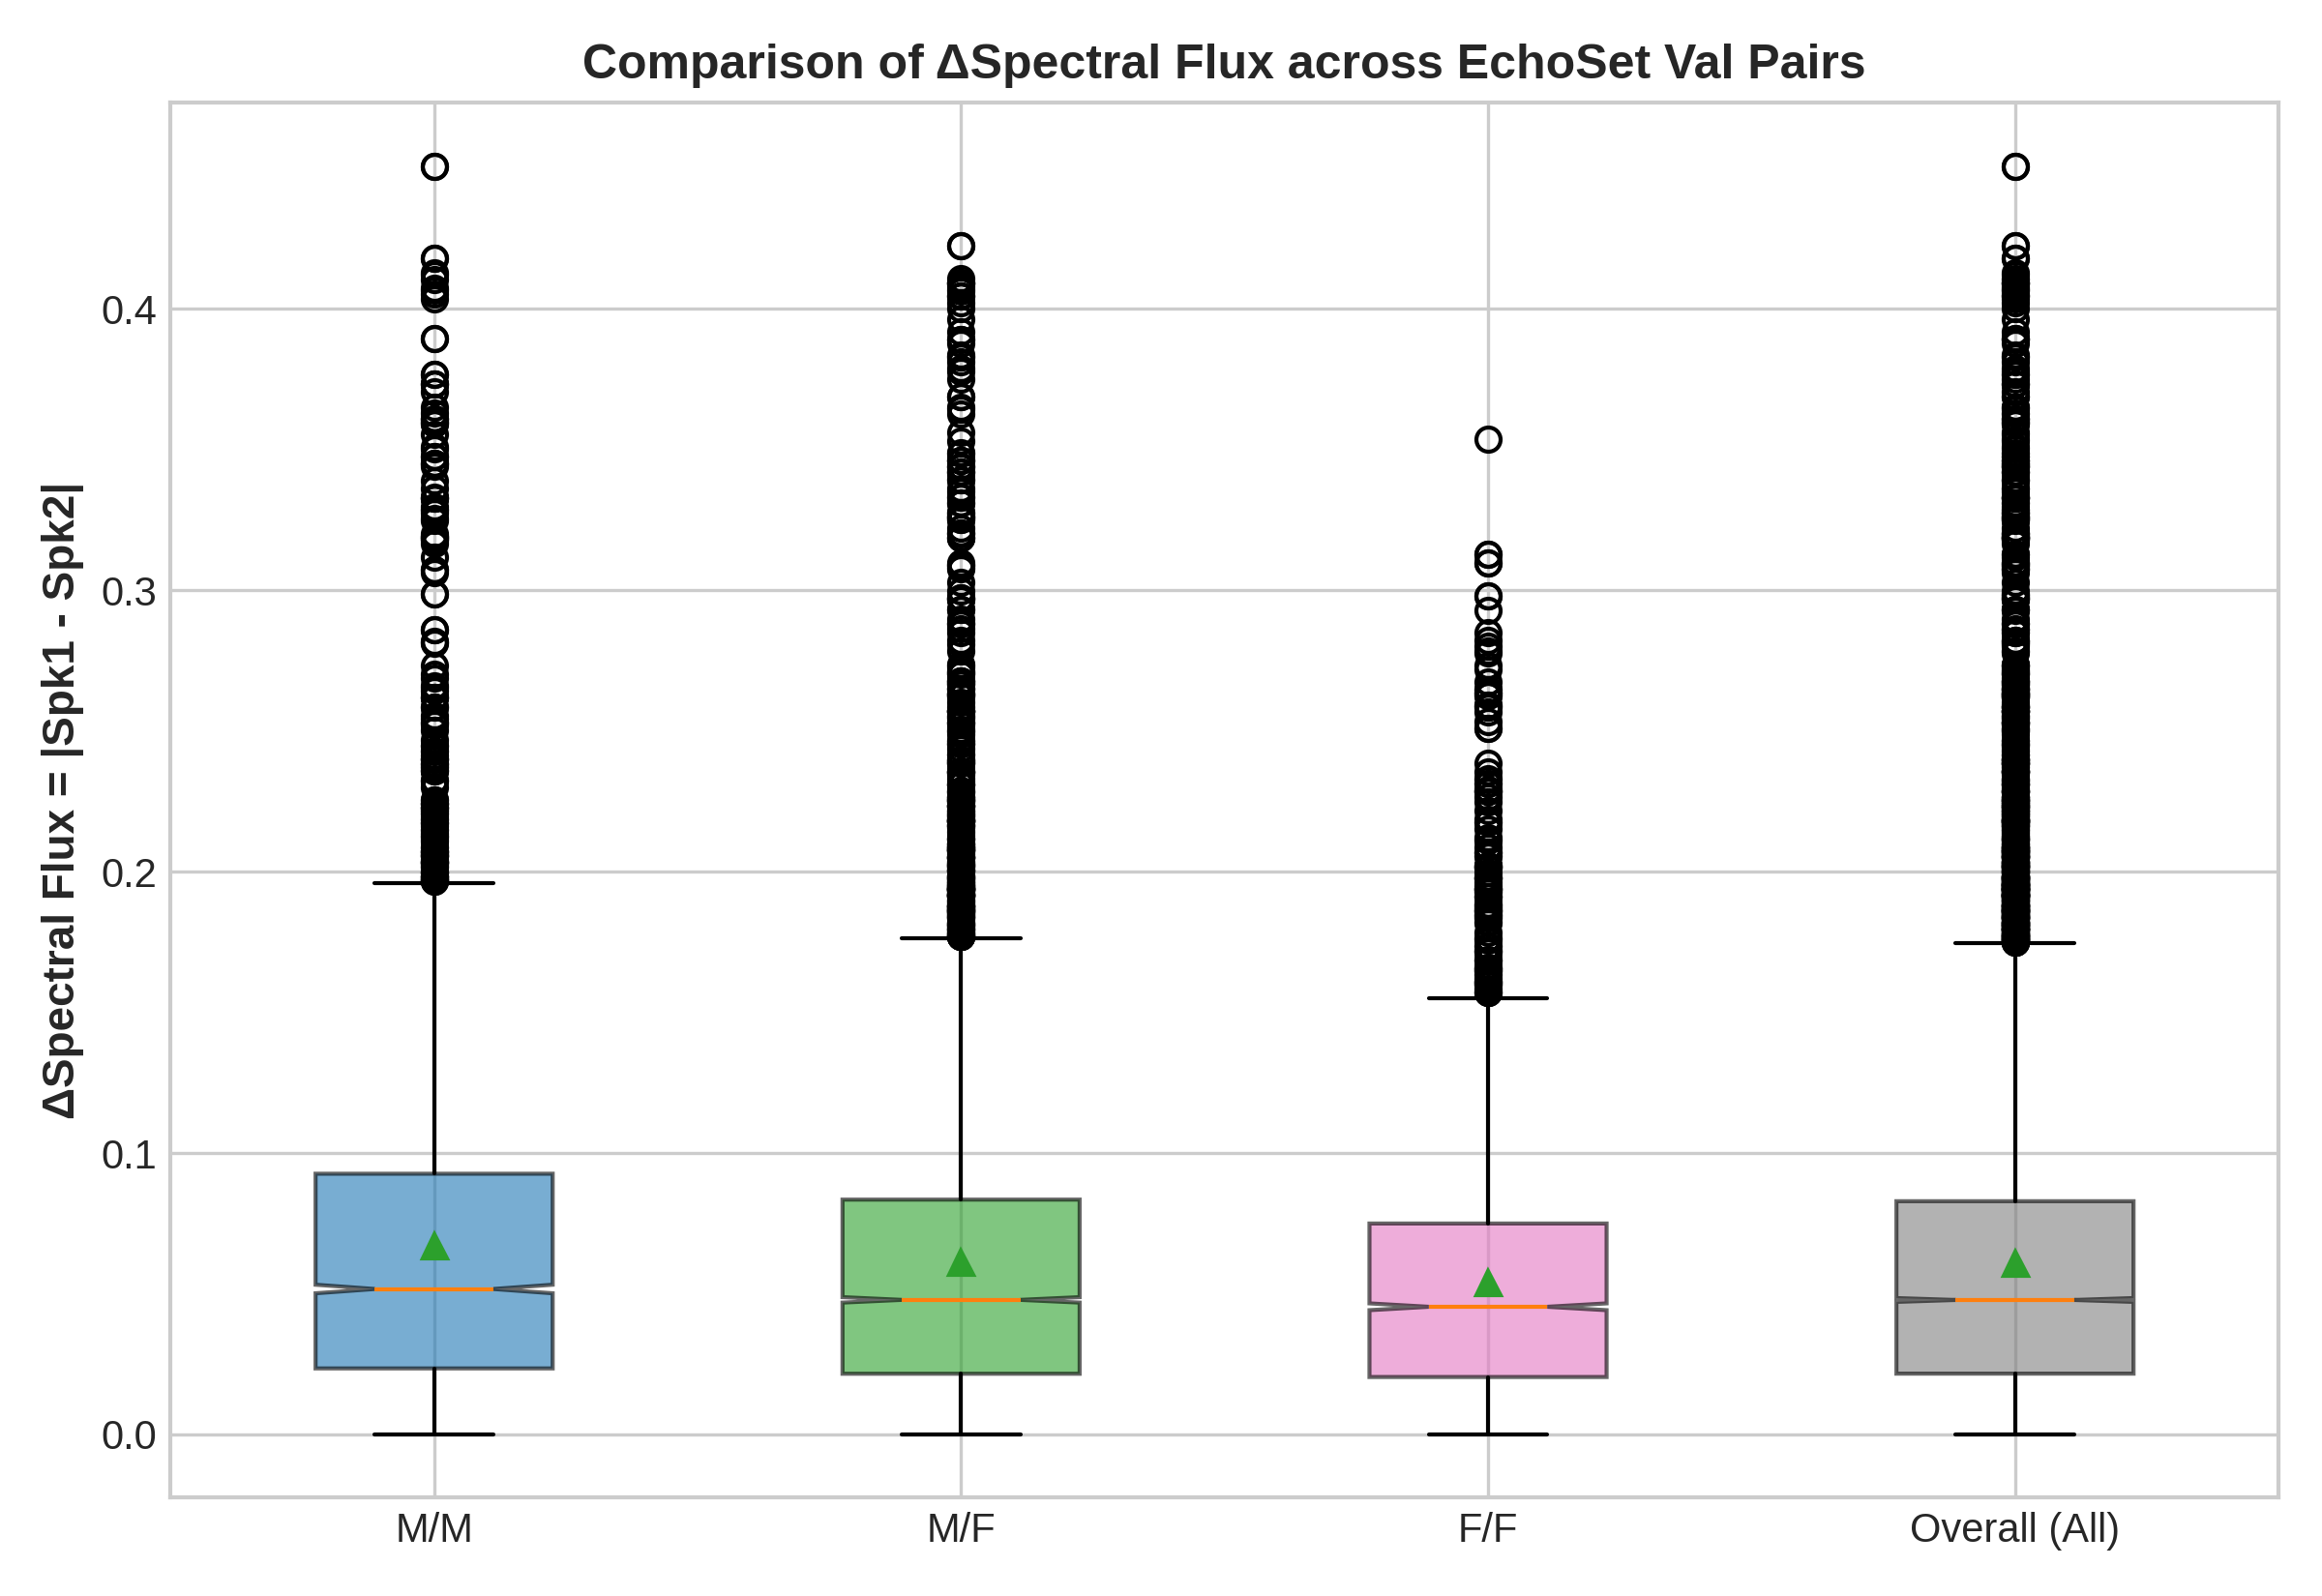 Comparison of ΔSpectral Flux across EchoSet Val Pairs
ΔSpectral Flux = |Spk1 - Spk2|
0.4
0.3
0.2
0.1
0.0
M/M
M/F
F/F
Overall (All)